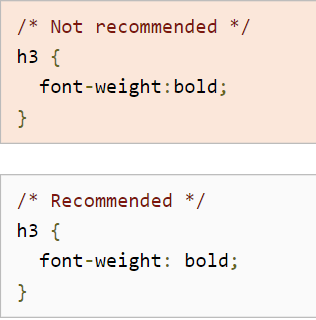 /* Not recommended */
h3 {
  font-weight:bold;
}
/* Recommended */
h3 {
  font-weight: bold;
}